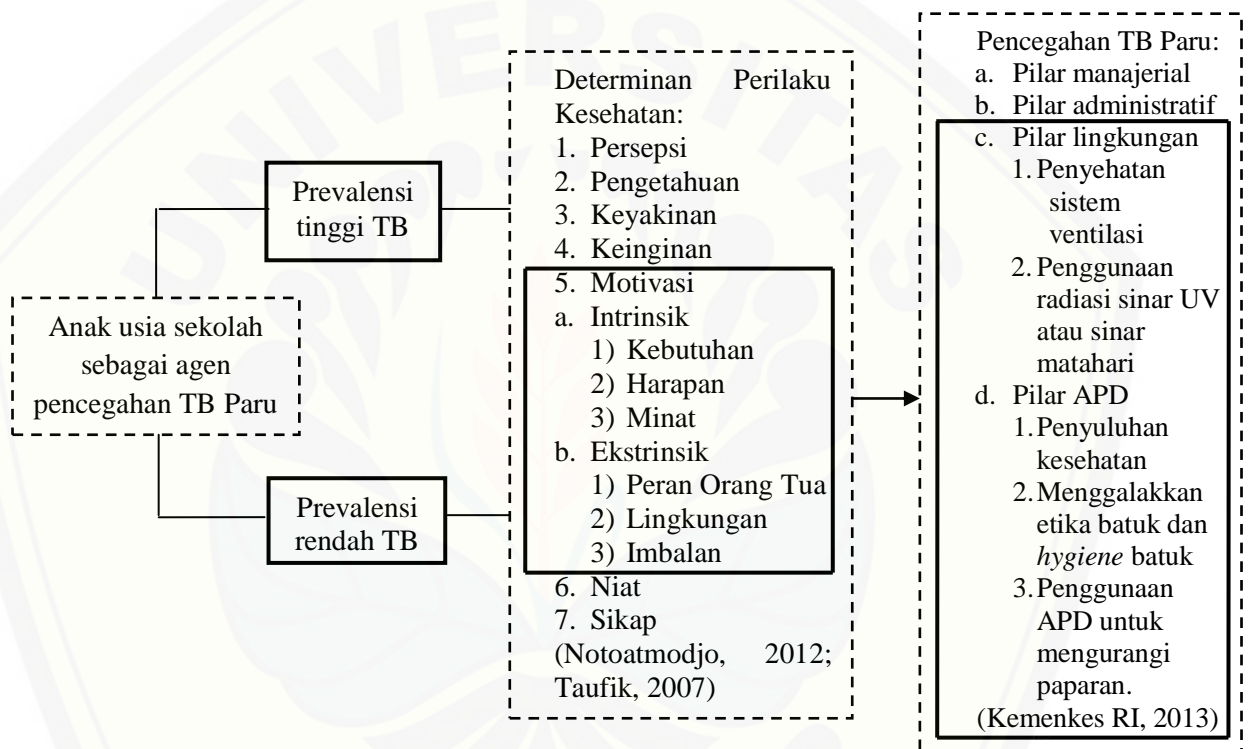 UNIVERSITAS
Anak usia sekolah
sebagai agen
pencegahan TB Paru
Prevalensi
tinggi TB
Prevalensi
rendah TB
Determinan Perilaku
Kesehatan:
1. Persepsi
2. Pengetahuan
3. Keyakinan
4. Keinginan
5. Motivasi
a. Intrinsik
1) Kebutuhan
2) Harapan
3) Minat
b. Ekstrinsik
1) Peran Orang Tua
2) Lingkungan
3) Imbalan
6. Niat
7. Sikap
(Notoatmodjo, 2012;
Taufik, 2007)
Pencegahan TB Paru:
a. Pilar manajerial
b. Pilar administratif
c. Pilar lingkungan
1. Penyehatan
sistem
ventilasi
2. Penggunaan
radiasi sinar UV
atau sinar
matahari
d. Pilar APD
1. Penyuluhan
kesehatan
2. Menggalakkan
etika batuk dan
hygiene batuk
3. Penggunaan
APD untuk
mengurangi
paparan.
(Kemenkes RI, 2013)